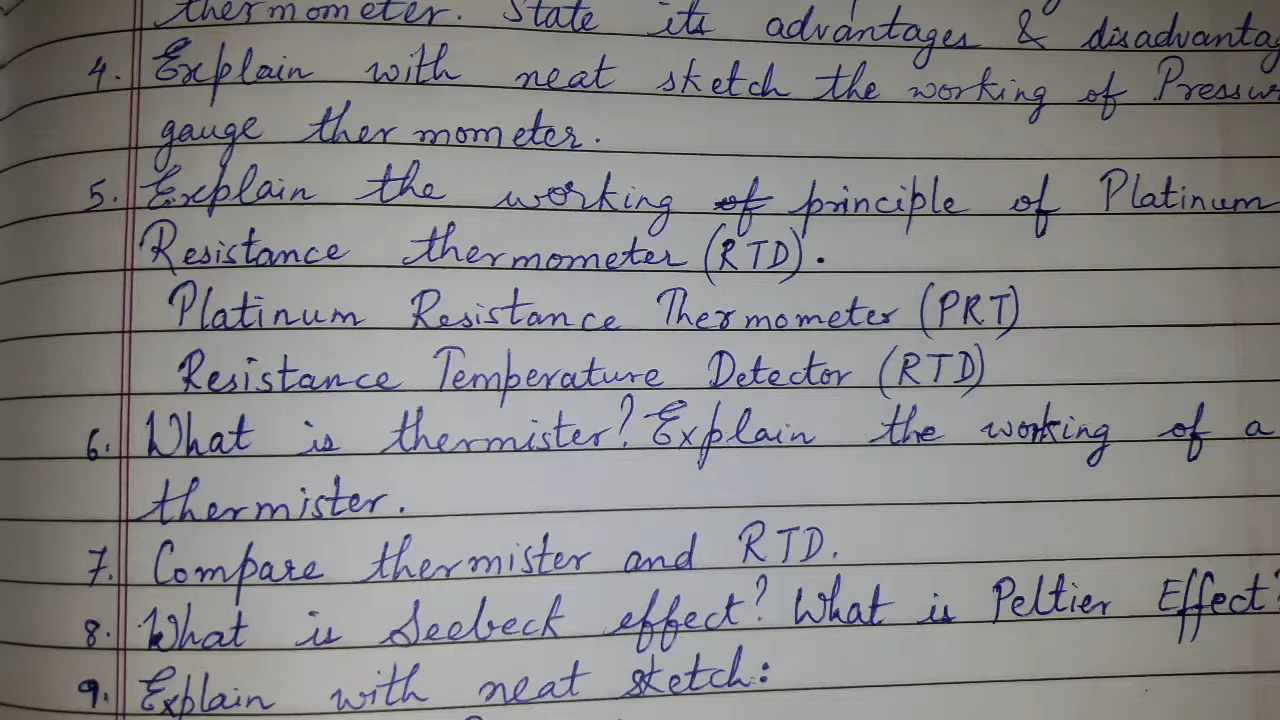 thermometer. State its advantages & disadvanta
4. Explain with neat sketch the working of Pressu
gauge thermometer.
5. Explain the working of principle of Platinum
Resistance thermometer (RTD).
Platinum Resistance Thermometer (PRT)
Resistance Temperature Detector (RTD)
6. What is thermister? Explain the working of a
thermister.
7. Compare thermister and RTD.
8. What is Seebeck effect? What is Peltier Effect?
9. Explain with neat sketch: